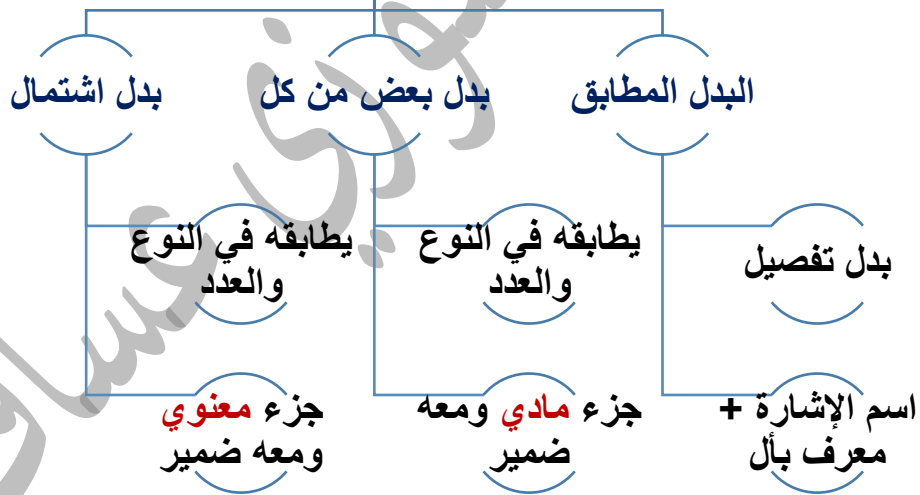 البدل المطابق
بدل بعض من كل
بدل اشتمال
بدل تفصيل
يطابقه في النوع
والعدد
يطابقه في النوع
والعدد
اسم الإشارة +
معرف بأل
جزء مادي ومعه
ضمير
جزء معنوي
ومعه ضمير